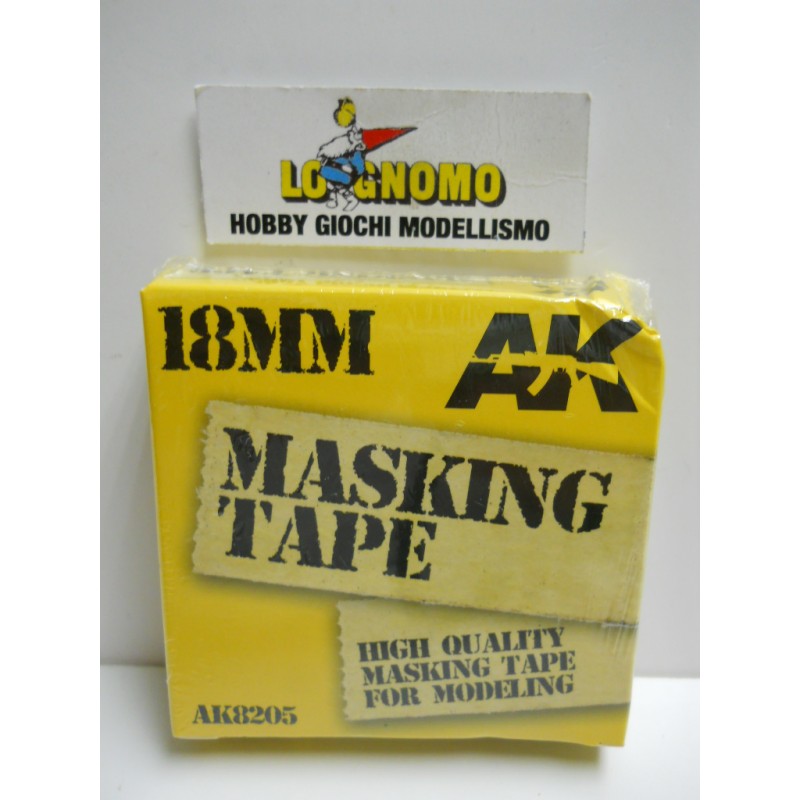 LO GNOMO
HOBBY GIOCHI MODELLISMO
18MM
AK
MASKING
TAPE
HIGH QUALITY
MASKING TAPE
FOR MODELING
AK8205